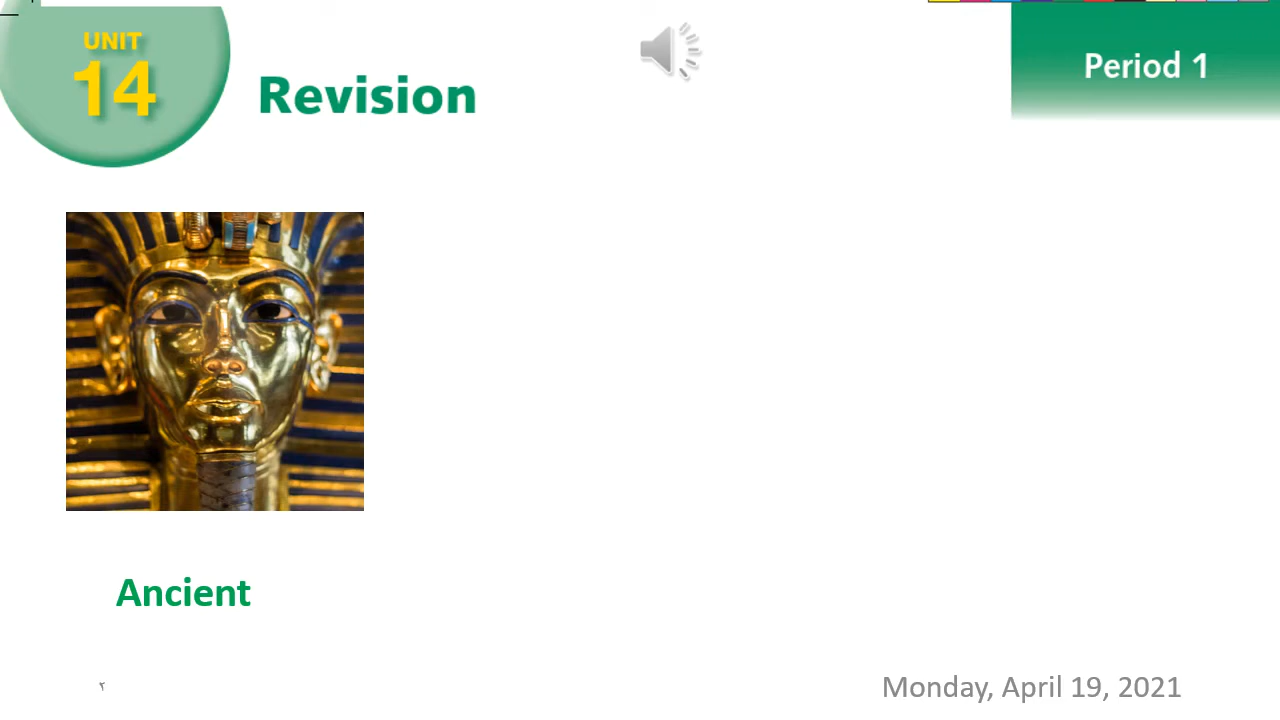 UNIT
14
Revision
Period 1
Ancient
٢
Monday, April 19, 2021